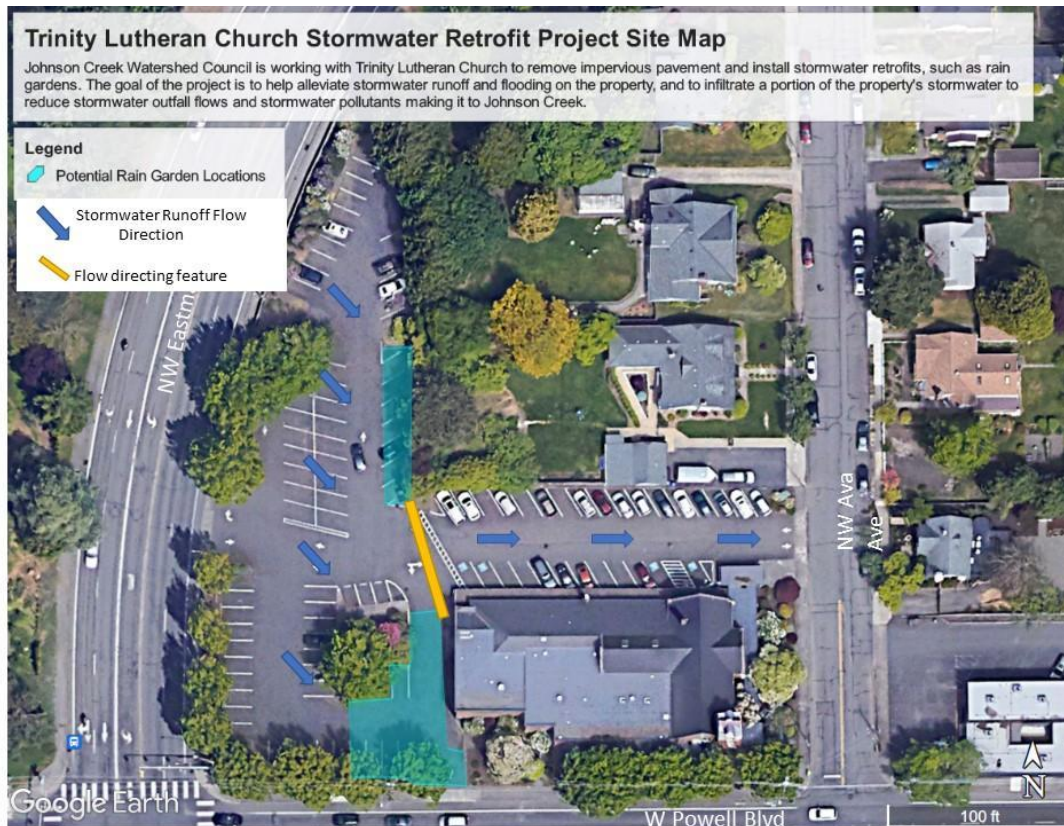 Trinity Lutheran Church Stormwater Retrofit Project Site Map
Johnson Creek Watershed Council is working with Trinity Lutheran Church to remove impervious pavement and install stormwater retrofits, such as rain
gardens. The goal of the project is to help alleviate stormwater runoff and flooding on the property, and to infiltrate a portion of the property's stormwater to
reduce stormwater outfall flows and stormwater pollutants making it to Johnson Creek.
Legend
Potential Rain Garden Locations
Stormwater Runoff Flow
Direction
Flow directing feature
NW Eastm
NW Ava
Ave
Google Earth
W Powell Blvd
N
100 ft